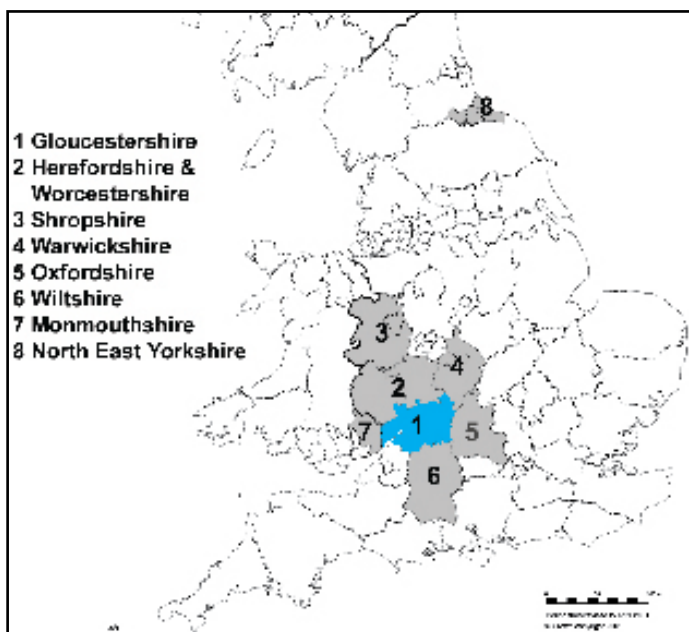 1 Gloucestershire
2 Herefordshire &
Worcestershire
3 Shropshire
4 Warwickshire
5 Oxfordshire
6 Wiltshire
7 Monmouthshire
8 North East Yorkshire
8
3
4
2
1
7
5
6